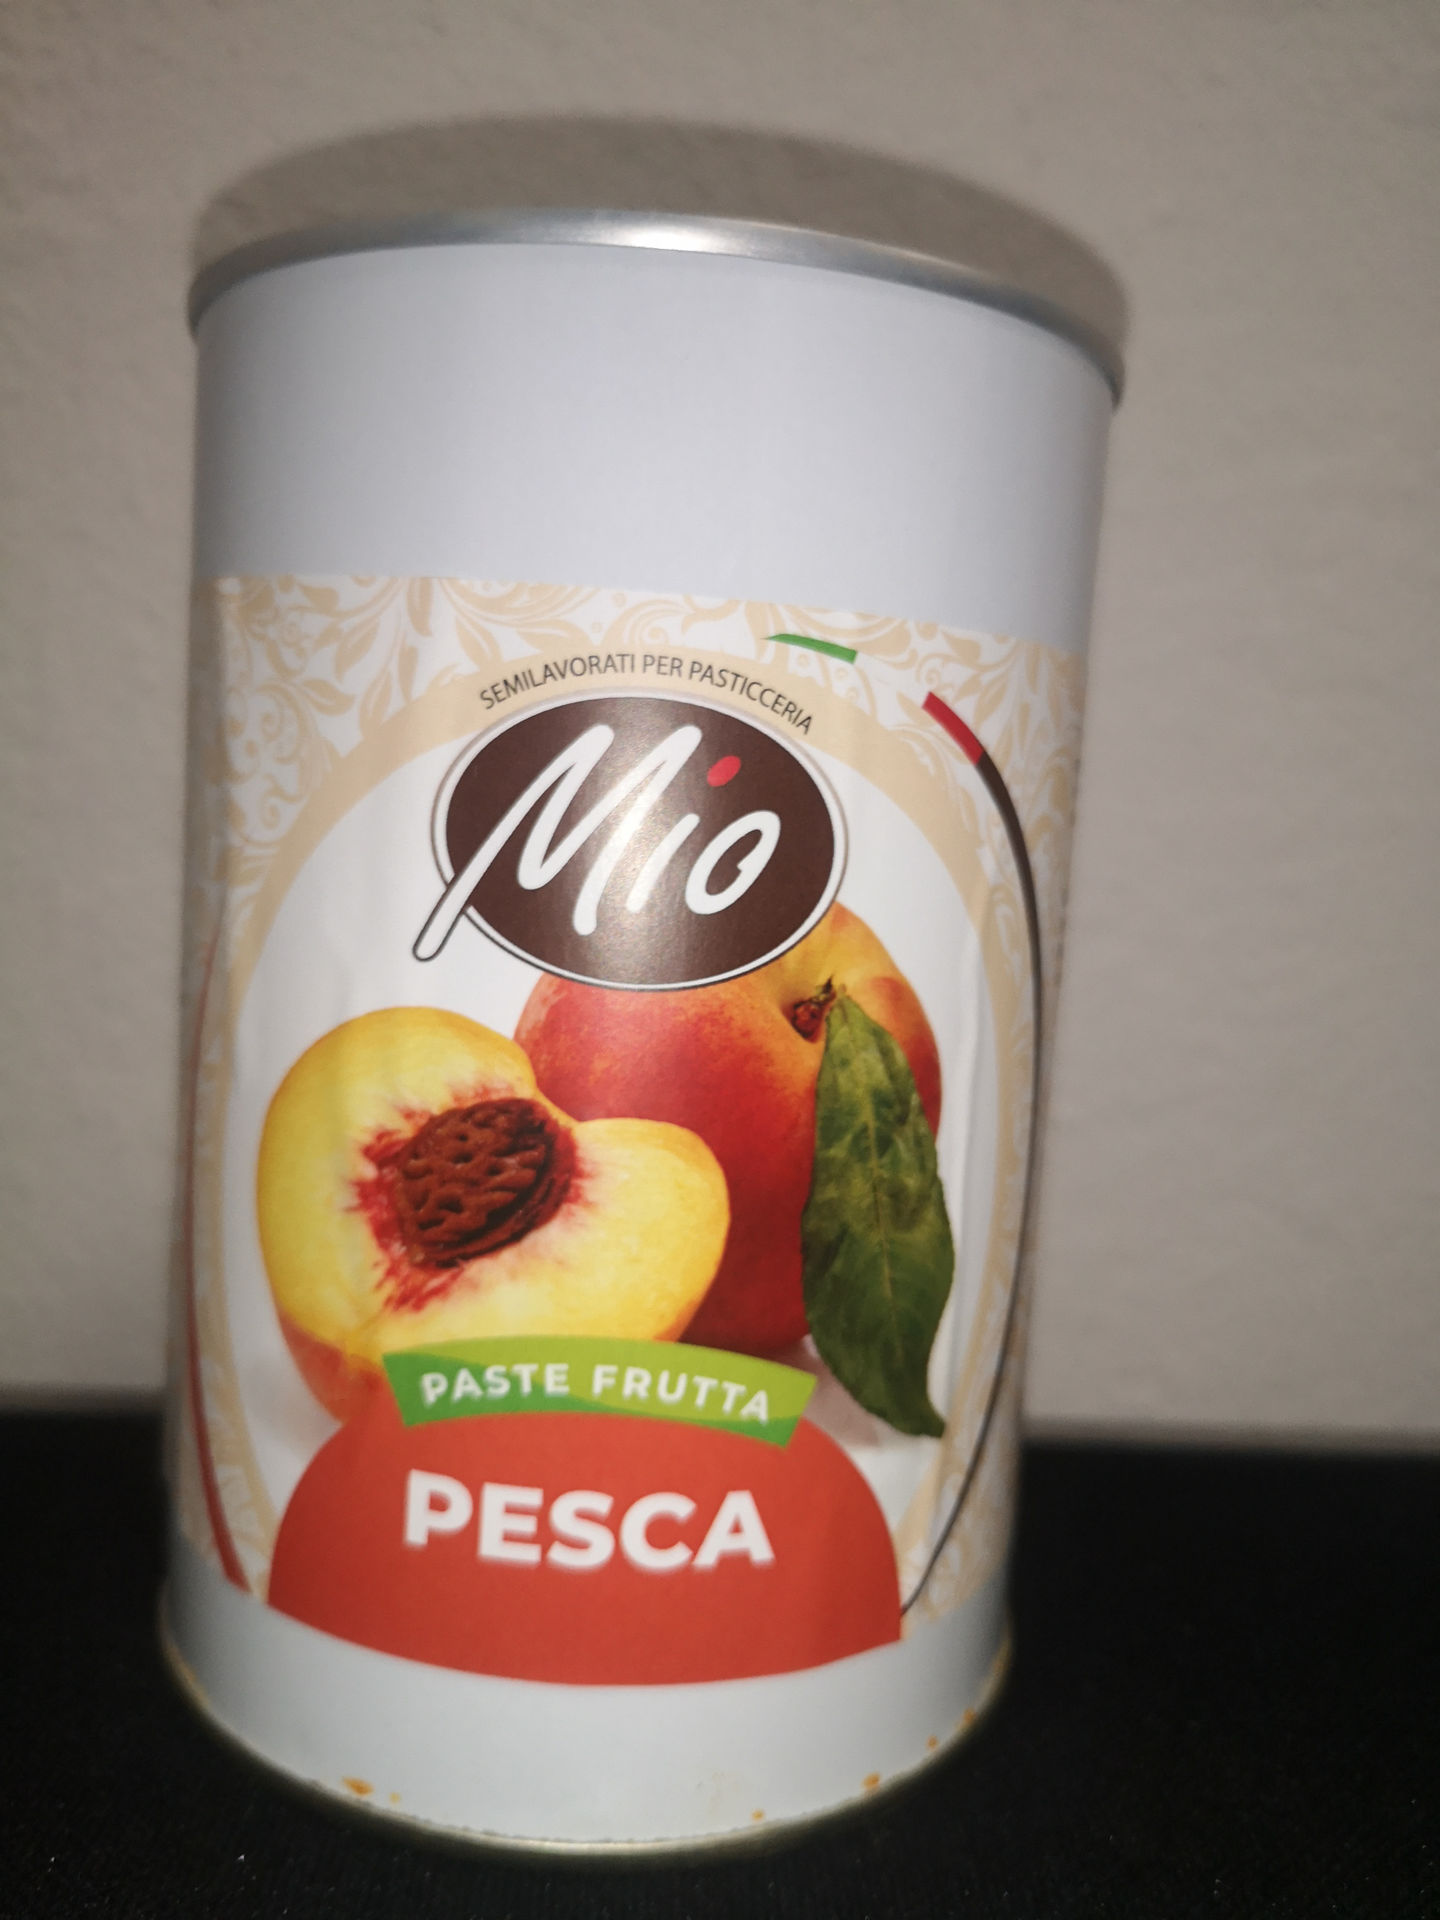 SEMILAVORATI PER PASTICCERIA
Mio
PASTE FRUTTA
PESCA